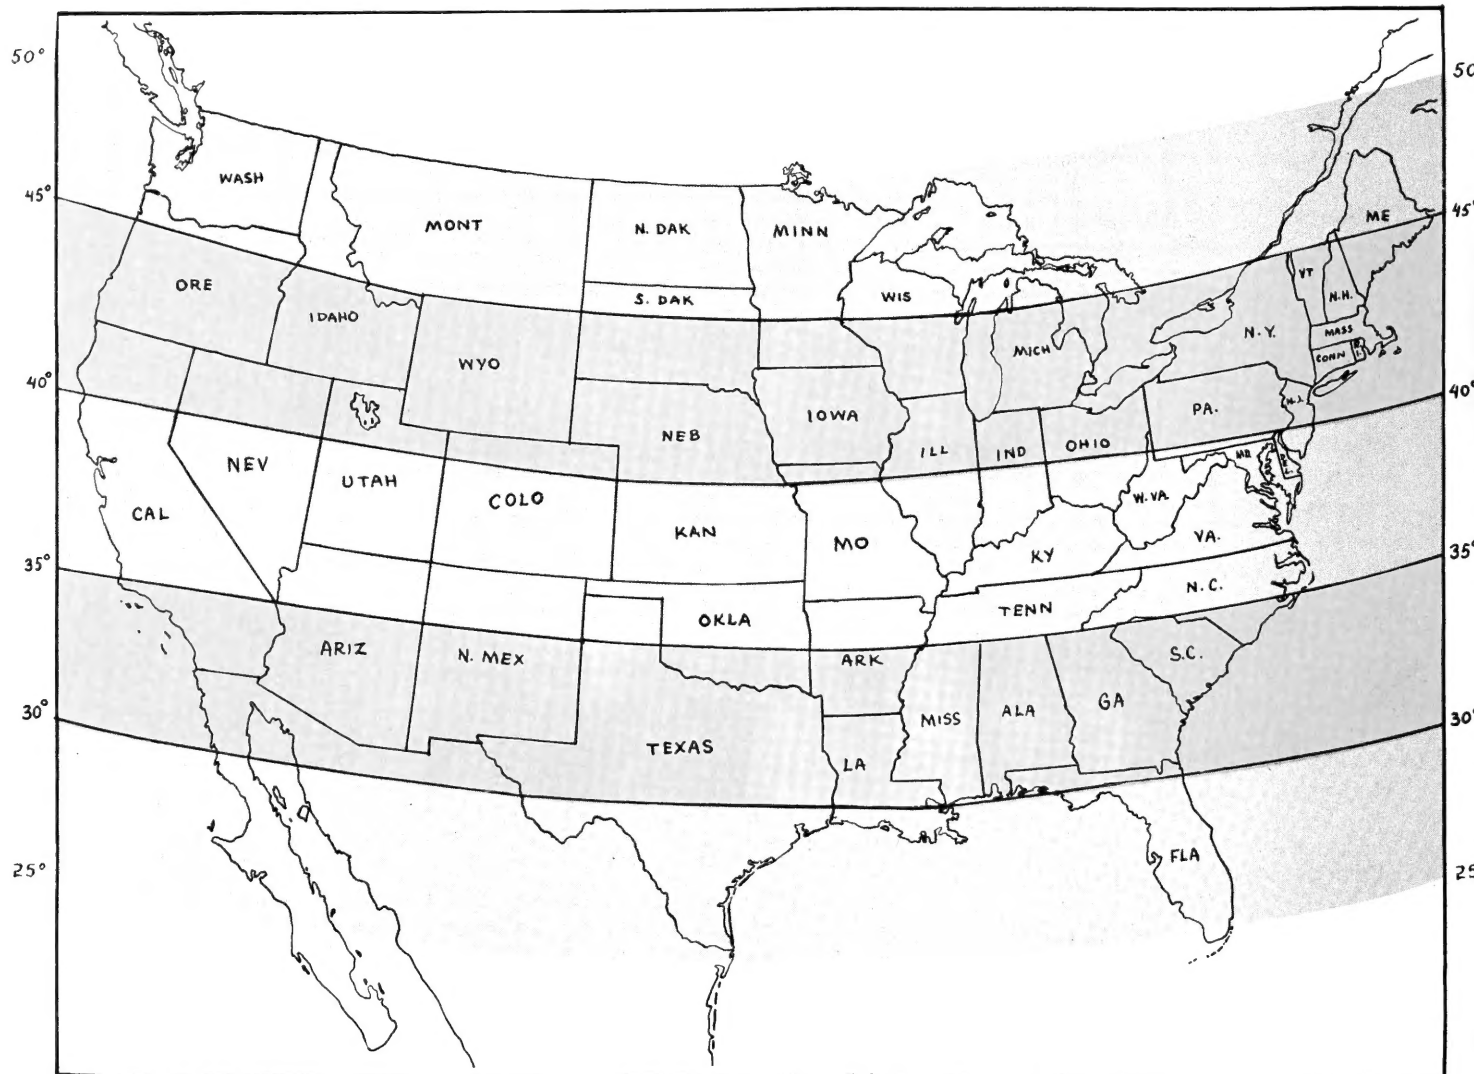 50°
50
WASH
45°
45°
ME
MONT
N. DAK
MINN
VT
ORE
S. DAK
WIS
N.H.
IDAHO
N.Y.
MASS
MICH
CONN
R.I.
WYO
40°
40°
N.J.
PA.
IOWA
NEB
OHIO
ILL
IND
MD.
NEV
UTAH
COLO
W. VA.
CAL
KAN
MO
VA.
KY
35°
35°
N.C.
TENN
OKLA
ARIZ
N. MEX
ARK
S.C.
GA
30°
30°
ALA
MISS
TEXAS
LA
FLA
25°
25